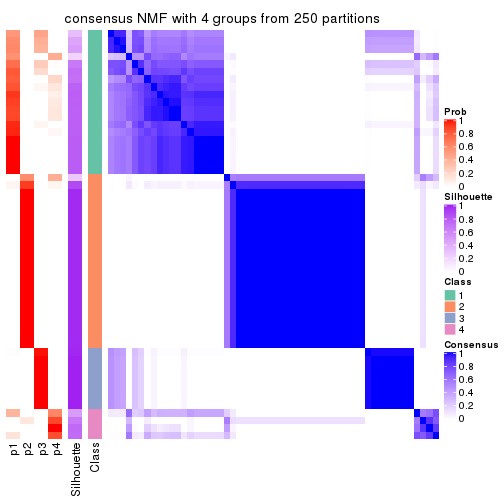 consensus NMF with 4 groups from 250 partitions
Prob
1
0.8
0.6
0.4
0.2
0
Silhouette
1
0.8
0.6
0.4
0.2
0
Class
1
2
3
4
Consensus
1
0.8
0.6
0.4
0.2
0
p1
p2
p3
p4
Silhouette
Class